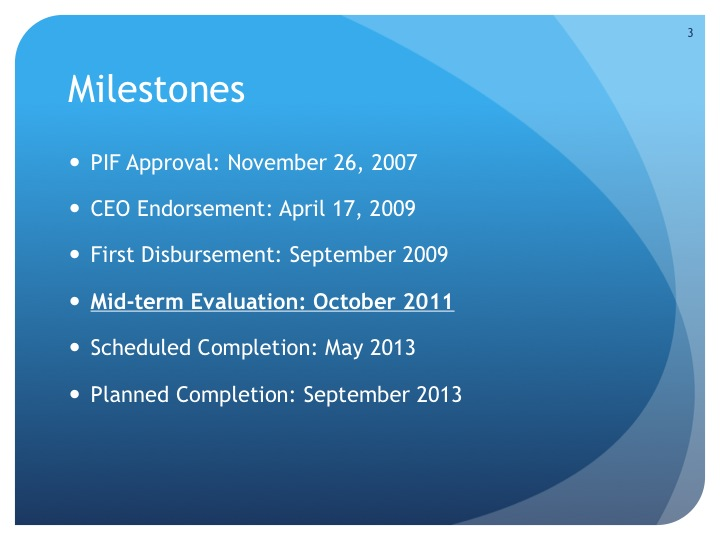 3
Milestones
• PIF Approval: November 26, 2007
• CEO Endorsement: April 17, 2009
• First Disbursement: September 2009
• Mid-term Evaluation: October 2011
• Scheduled Completion: May 2013
• Planned Completion: September 2013